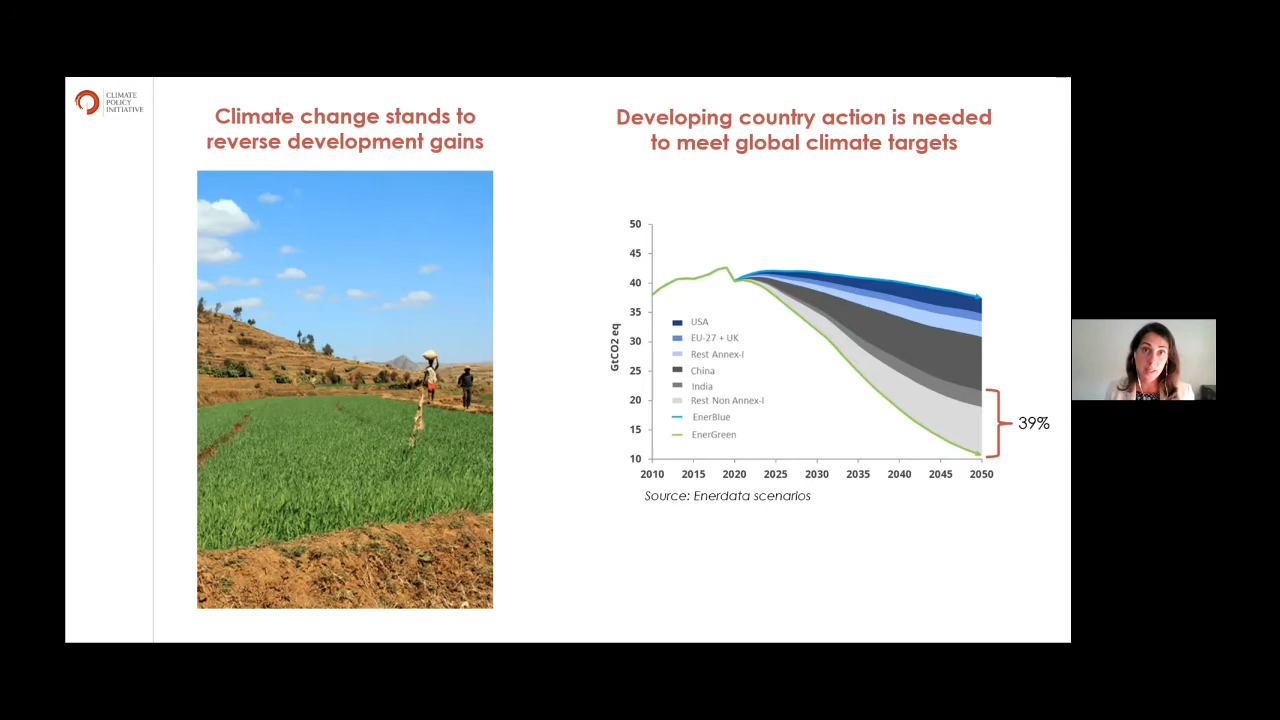 CLIMATE
POLICY
INITIATIVE
Climate change stands to
reverse development gains
Developing country action is needed
to meet global climate targets
GtCO2 eq
50
45
40
35
30
25
20
15
10
USA
EU-27 + UK
Rest Annex-I
China
India
Rest Non Annex-I
EnerBlue
EnerGreen
39%
2010 2015 2020 2025 2030 2035 2040 2045 2050
Source: Enerdata scenarios